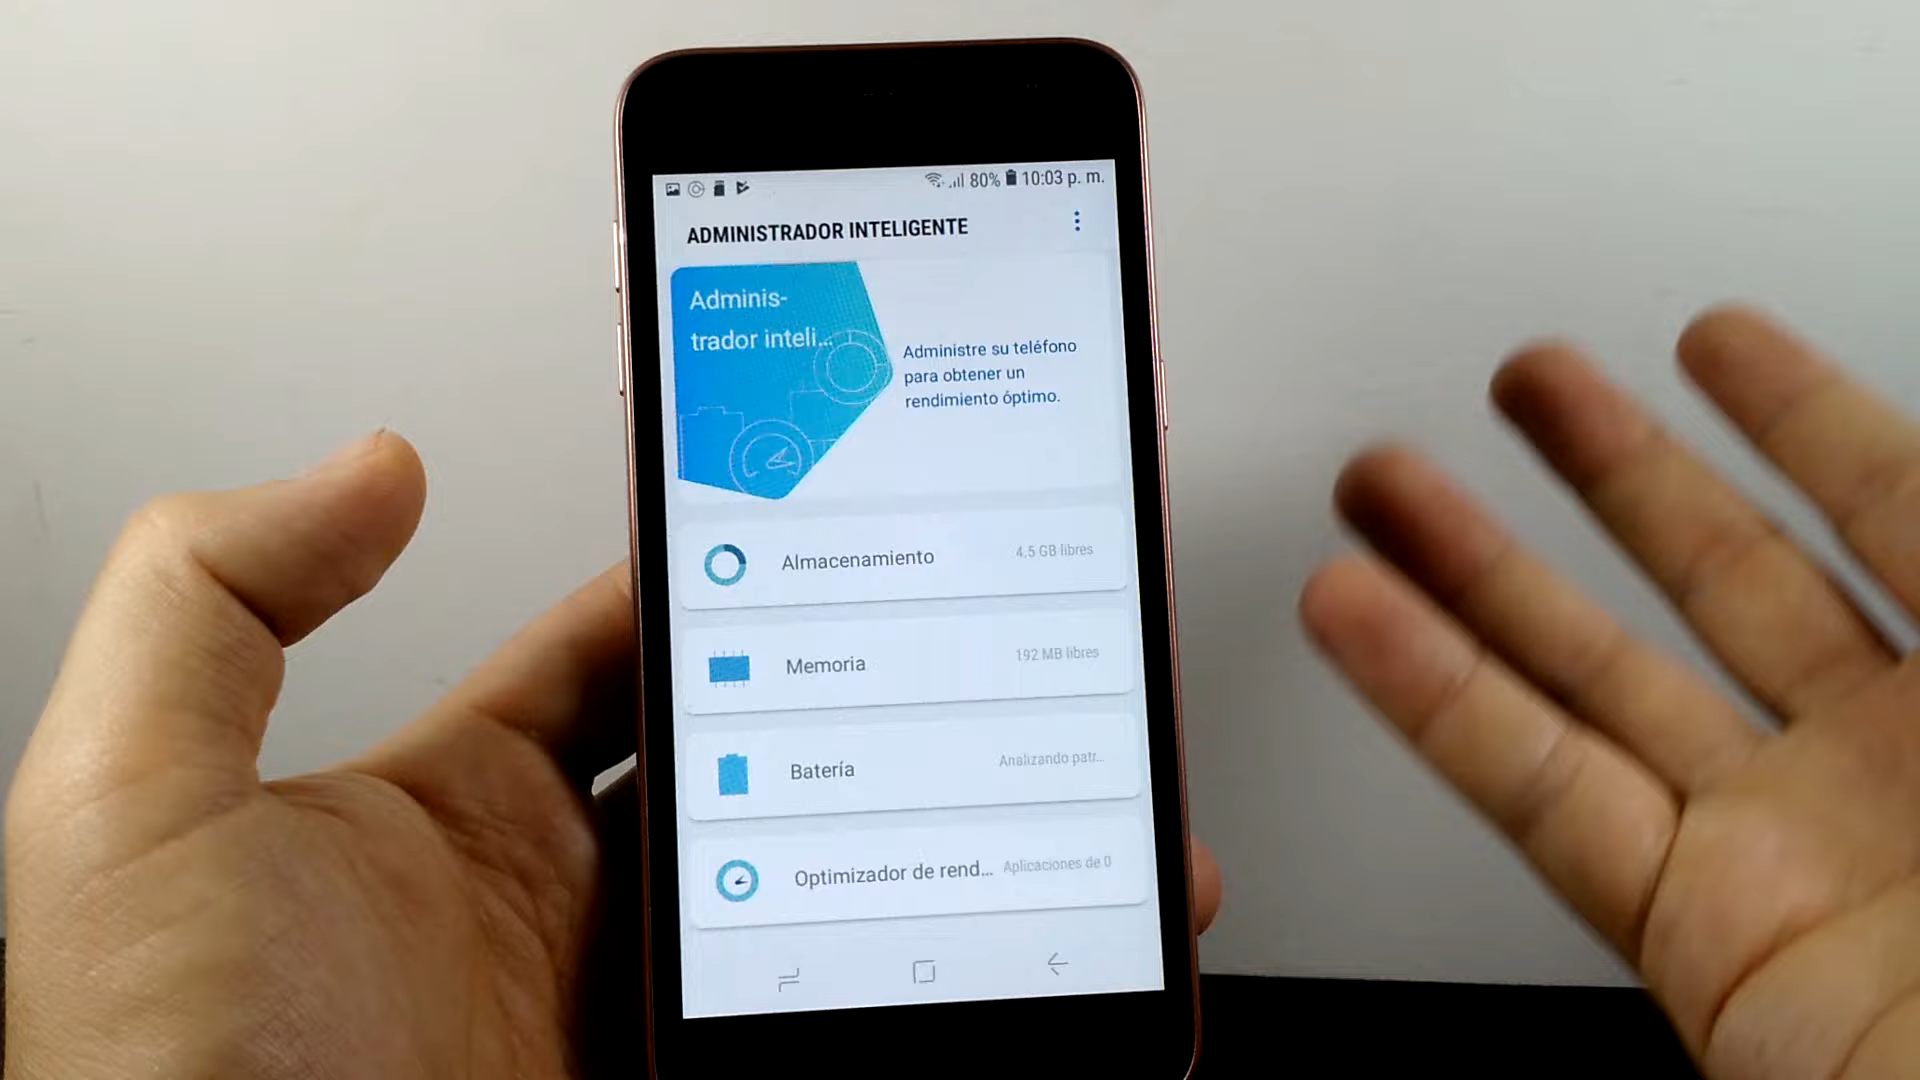 80% 10:03 p. m.
ADMINISTRADOR INTELIGENTE
Adminis-
trador inteli...
Administre su teléfono
para obtener un
rendimiento óptimo.
Almacenamiento 4.5 GB libres
Memoria 192 MB libres
Batería Analizando patr...
Optimizador de rend... Aplicaciones de 0